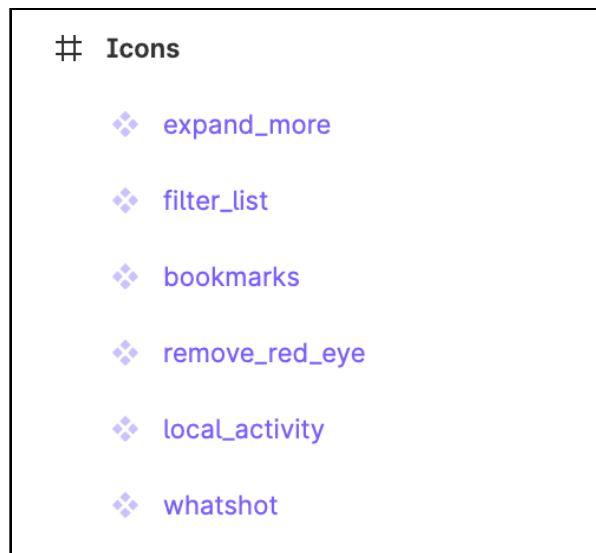 Icons
expand_more
filter_list
bookmarks
remove_red_eye
local_activity
whatshot